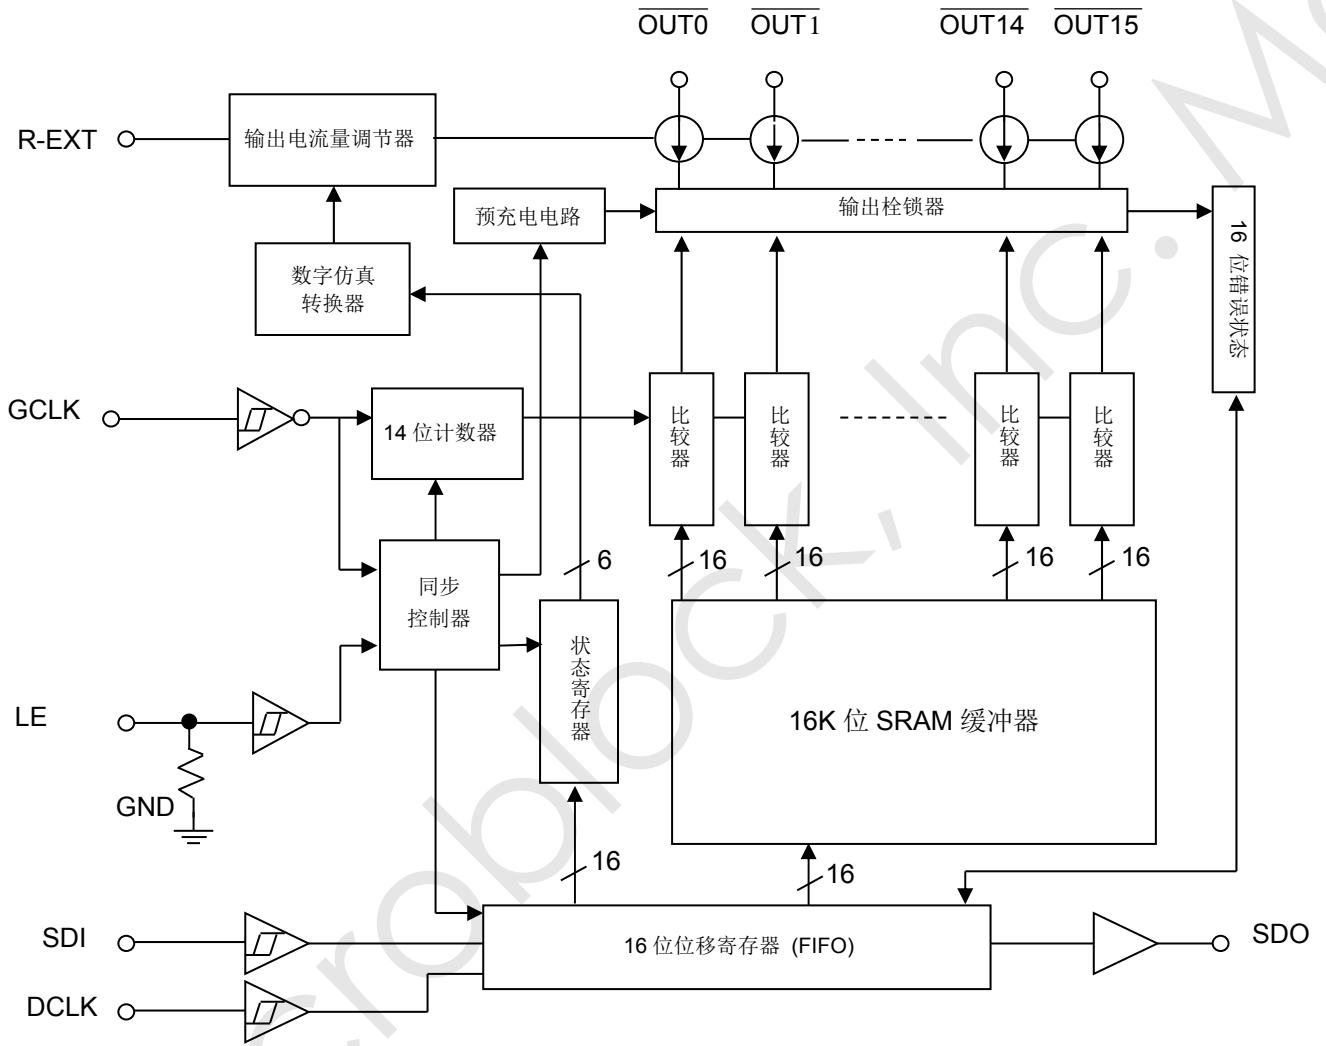 OUT0 OUT1 OUT14 OUT15
R-EXT
输出电流量调节器
预充电电路
输出栓锁器
16 位错误状态
数字仿真
转换器
GCLK
14 位计数器
比较器
比较器
比较器
比较器
6
16
16
16
16
同步
控制器
状态寄存器
LE
16K 位 SRAM 缓冲器
GND
16
16
SDI
16 位位移寄存器 (FIFO)
SDO
DCLK
croblock, Inc. M